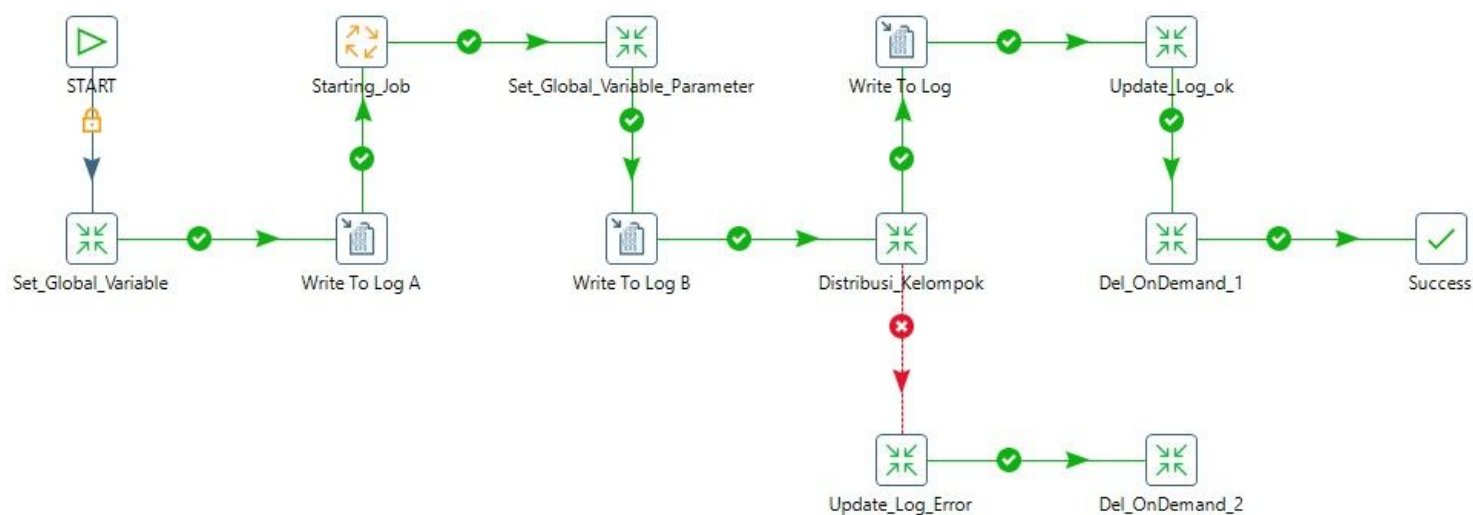 START
Starting_Job
Set_Global_Variable_Parameter
Write To Log
Update_Log_ok
Set_Global_Variable
Write To Log A
Write To Log B
Distribusi_Kelompok
Del_OnDemand_1
Success
Update_Log_Error
Del_OnDemand_2